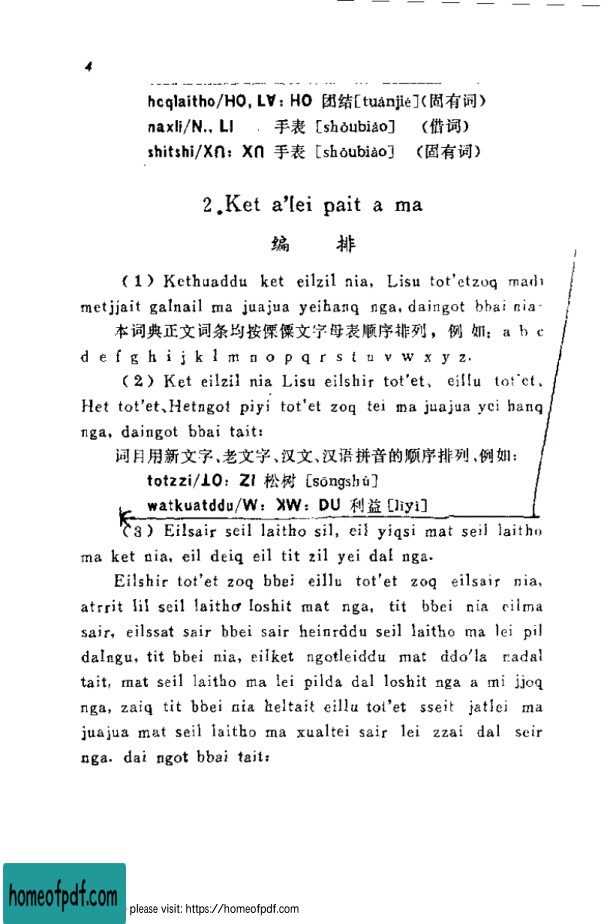 4
hcqlaitho/HO, L∀: HO 团结[tuánjié](固有词)
naxlí/N., LI 手表 [shǒubiǎo] (借词)
shitshi/XՈ: XՈ 手表 [shǒubiǎo] (固有词)
2.Ket a'lei pait a ma
编 排
(1) Kethuaddu ket eilzil nia, Lisu tot'etzoq madi
metjjait galnail ma juajua yeihanq nga, daingot bbai nia
本词典正文词条均按傈僳文字母表顺序排列, 例如: a b c
d e f g h i j k l m n o p q r s t u v w x y z.
(2) Ket eilzil nia Lisu eilshir tot'et、 eillu tot'et、
Het tot'et、Hetngot piyi tot'et zoq tei ma juajua yei hanq
nga, daingot bbai tait:
词目用新文字、老文字、汉文、汉语拼音的顺序排列、例如:
totzzi/⊥O: ZI 松树 [sōngshù]
watkuatddu/W: ꓘW: DU 利益 [lìyì]
(3) Eilsair seil laitho sil, eil yiqsi mat seil laitho
ma ket nia, eil deiq eil tit zil yei dal nga.
Eilshir tot'et zoq bbei eillu tot'et zoq eilsair nia,
atrrit lil seil laitho loshit mat nga, tit bbei nia eilma
sair, eilssat sair bbei sair heinrddu seil laitho ma lei pil
dalngu, tit bbei nia, eilket ngotleiddu mat ddo'la nadal
tait, mat seil laitho ma lei pilda dal loshit nga a mi jjoq
nga, zaiq tit bbei nia heltait eillu tot'et sseit jatlei ma
juajua mat seil laitho ma xualtei sair lei zzai dal seir
nga. dai ngot bbai tait:
homeofpdf.com
please visit: https://homeofpdf.com